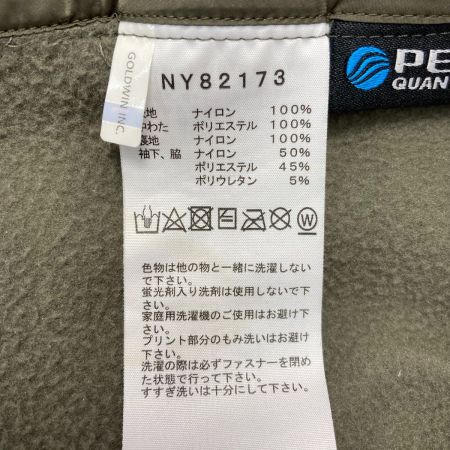 NY82173
地 ナイロン 100%
中わた ポリエステル 100%
裏地 ナイロン 100%
袖下、脇 ナイロン 50%
ポリエステル 45%
ポリウレタン 5%
W
色物は他の物と一緒に洗濯しない
で下さい。
蛍光剤入り洗剤は使用しないで下
さい。
家庭用洗濯機のご使用はお避け下
さい。
プリント部分のもみ洗いはお避け
下さい。
洗濯の際は必ずファスナーを閉め
た状態で行って下さい。
すすぎ洗いは十分にして下さい。
GOLDWIN INC.
PE
QUAN